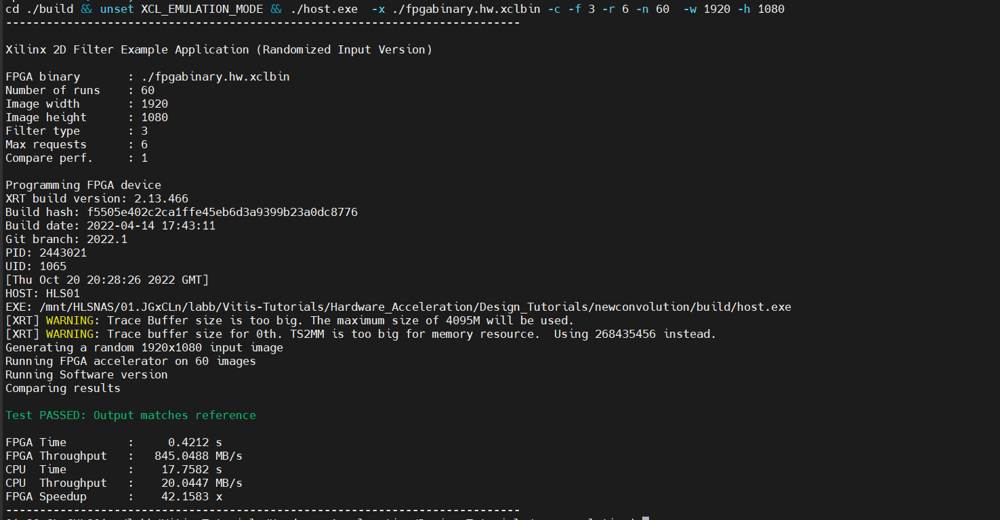 cd ./build && unset XCL_EMULATION_MODE && ./host.exe  -x ./fpgabinary.hw.xclbin -c -f 3 -r 6 -n 60  -w 1920 -h 1080
----------------------------------------------------------------------------
Xilinx 2D Filter Example Application (Randomized Input Version)
FPGA binary       : ./fpgabinary.hw.xclbin
Number of runs    : 60
Image width       : 1920
Image height      : 1080
Filter type       : 3
Max requests      : 6
Compare perf.     : 1
Programming FPGA device
XRT build version: 2.13.466
Build hash: f5505e402c2ca1ffe45eb6d3a9399b23a0dc8776
Build date: 2022-04-14 17:43:11
Git branch: 2022.1
PID: 2443021
UID: 1065
[Thu Oct 20 20:28:26 2022 GMT]
HOST: HLS01
EXE: /mnt/HLSNAS/01.JGxCLn/labb/Vitis-Tutorials/Hardware_Acceleration/Design_Tutorials/newconvolution/build/host.exe
[XRT] WARNING: Trace Buffer size is too big. The maximum size of 4095M will be used.
[XRT] WARNING: Trace buffer size for 0th. TS2MM is too big for memory resource.  Using 268435456 instead.
Generating a random 1920x1080 input image
Running FPGA accelerator on 60 images
Running Software version
Comparing results
Test PASSED: Output matches reference
FPGA Time         :     0.4212 s
FPGA Throughput   :   845.0488 MB/s
CPU  Time         :    17.7582 s
CPU  Throughput   :    20.0447 MB/s
FPGA Speedup      :    42.1583 x
----------------------------------------------------------------------------